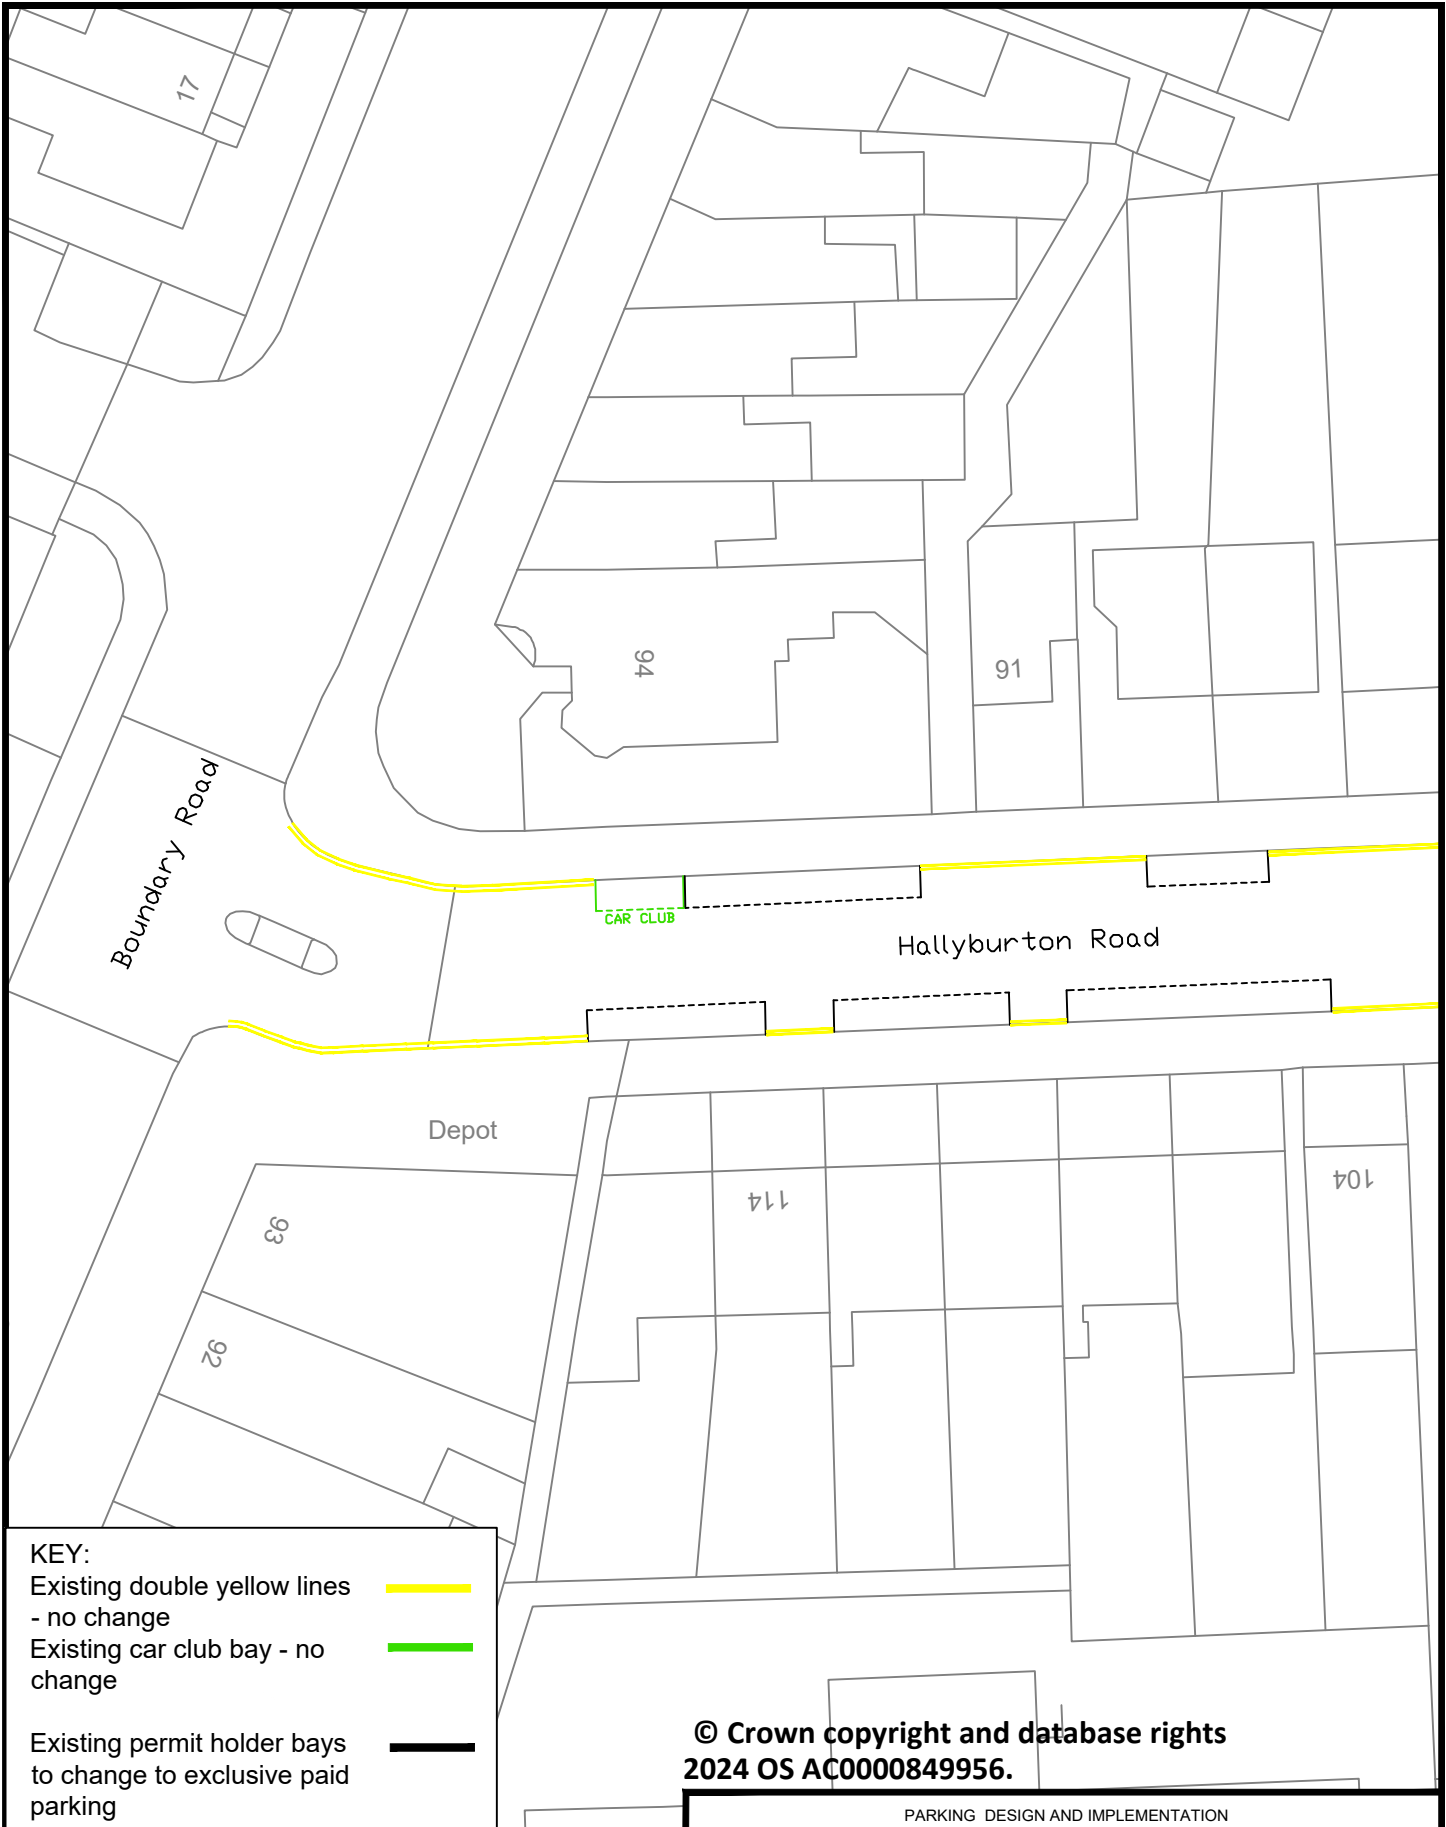 17
94
91
Boundary Road
CAR CLUB
Hallyburton Road
Depot
93
114
104
92
KEY:
Existing double yellow lines
- no change
Existing car club bay - no
change
Existing permit holder bays
to change to exclusive paid
parking
© Crown copyright and database rights
2024 OS AC0000849956.
PARKING DESIGN AND IMPLEMENTATION